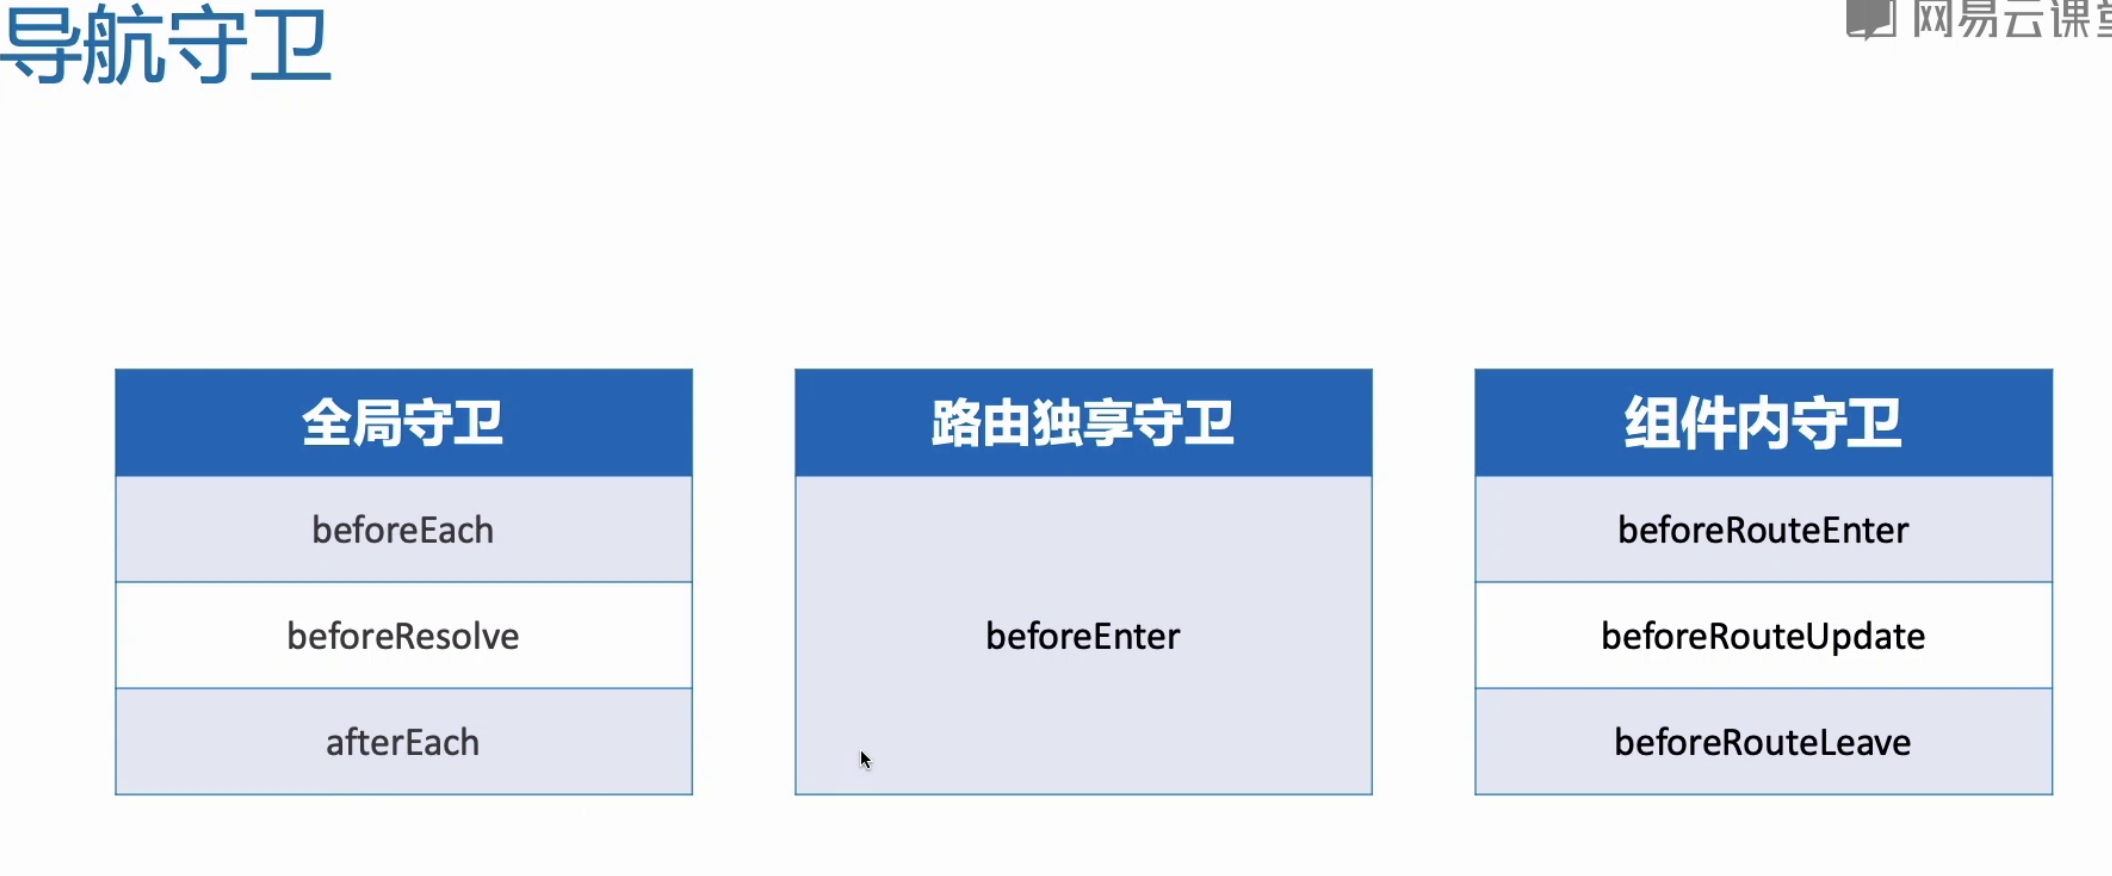 导航守卫
网易云课堂
全局守卫
beforeEach
beforeResolve
afterEach
路由独享守卫
beforeEnter
组件内守卫
beforeRouteEnter
beforeRouteUpdate
beforeRouteLeave